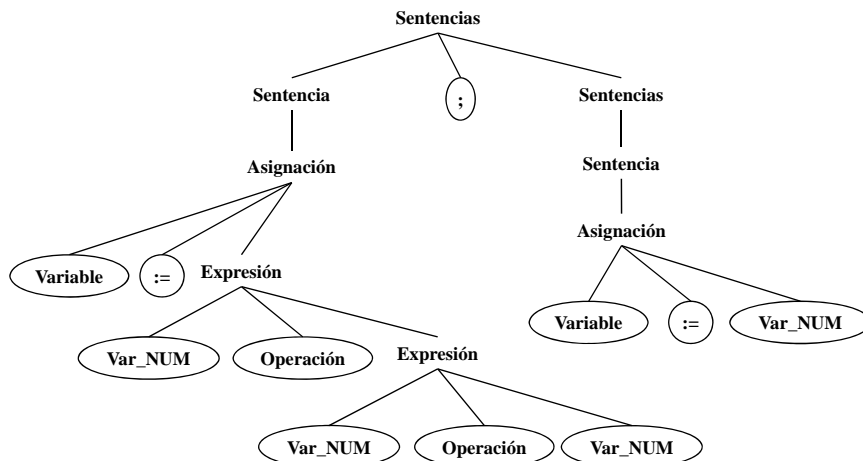 Sentencias
Sentencia ; Sentencias
Asignación Sentencia
Asignación
Variable := Expresión
Variable := Var_NUM
Var_NUM Operación Expresión
Var_NUM Operación Var_NUM